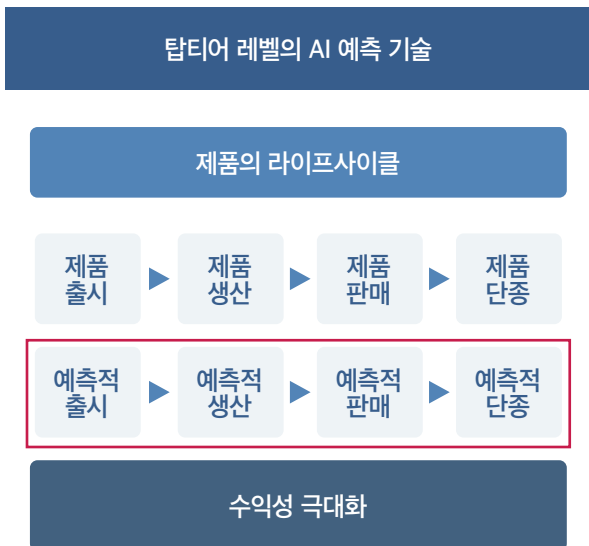 탑티어 레벨의 AI 예측 기술
제품의 라이프사이클
제품
출시
제품
생산
제품
판매
제품
단종
예측적
출시
예측적
생산
예측적
판매
예측적
단종
수익성 극대화